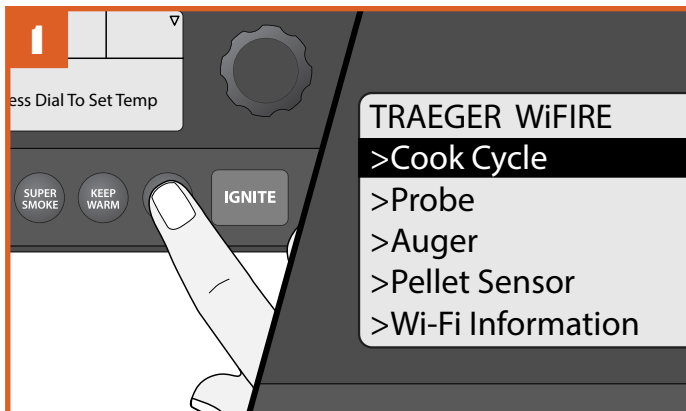 1
ess Dial To Set Temp
SUPER
SMOKE
KEEP
WARM
IGNITE
TRAEGER WiFIRE
>Cook Cycle
>Probe
>Auger
>Pellet Sensor
>Wi-Fi Information